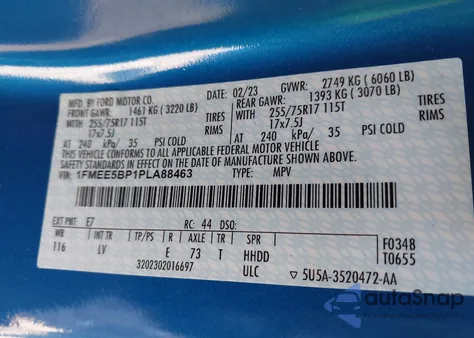 MFD. BY FORD MOTOR CO.
02/23 GVWR: 2749 KG (6060 LB)
FRONT GAWR: 1461 KG (3220 LB) REAR GAWR: 1393 KG (3070 LB)
WITH 255/75R17 115T WITH 255/75R17 115T
17x7.5J 17x7.5J
AT 240 kPa/ 35 PSI COLD AT 240 kPa/ 35 PSI COLD
THIS VEHICLE CONFORMS TO ALL APPLICABLE FEDERAL MOTOR VEHICLE
SAFETY STANDARDS IN EFFECT ON THE DATE OF MANUFACTURE SHOWN ABOVE.
VIN: 1FMEE5BP1PLA88463 TYPE: MPV
EXT PNT: E7 RC: 44 DSO:
WB INT TR TP/PS R AXLE TR SPR F0348
116 LV E 73 T HHDD T0655
3202302016697 ULC ▽5U5A-3520472-AA
autoSnap